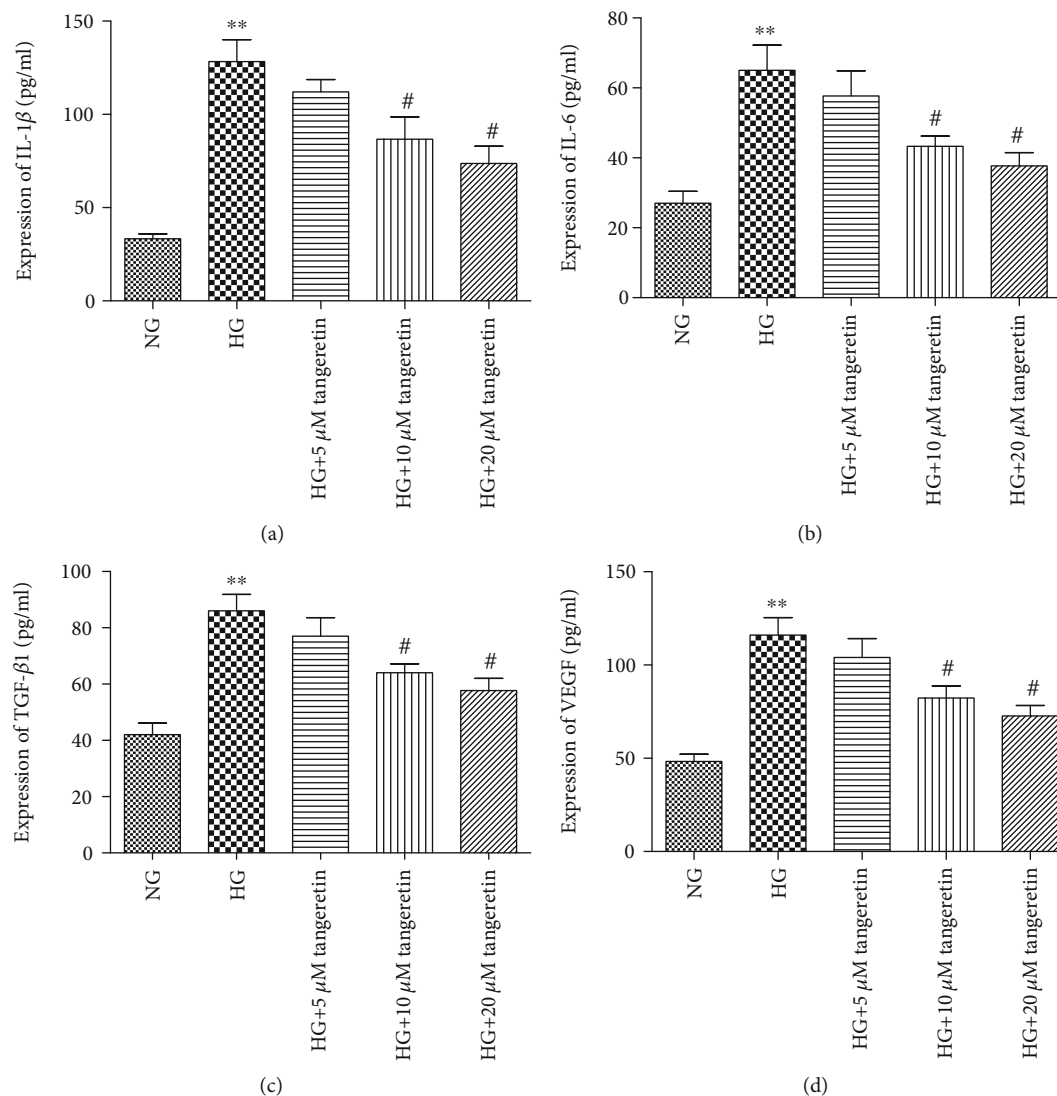 Expression of IL-1β (pg/ml)
150
100
50
0
**
#
#
NG
HG
HG+5 μM tangeretin
HG+10 μM tangeretin
HG+20 μM tangeretin
(a)
Expression of IL-6 (pg/ml)
80
60
40
20
0
**
#
#
NG
HG
HG+5 μM tangeretin
HG+10 μM tangeretin
HG+20 μM tangeretin
(b)
Expression of TGF-β1 (pg/ml)
100
80
60
40
20
0
**
#
#
NG
HG
HG+5 μM tangeretin
HG+10 μM tangeretin
HG+20 μM tangeretin
(c)
Expression of VEGF (pg/ml)
150
100
50
0
**
#
#
NG
HG
HG+5 μM tangeretin
HG+10 μM tangeretin
HG+20 μM tangeretin
(d)